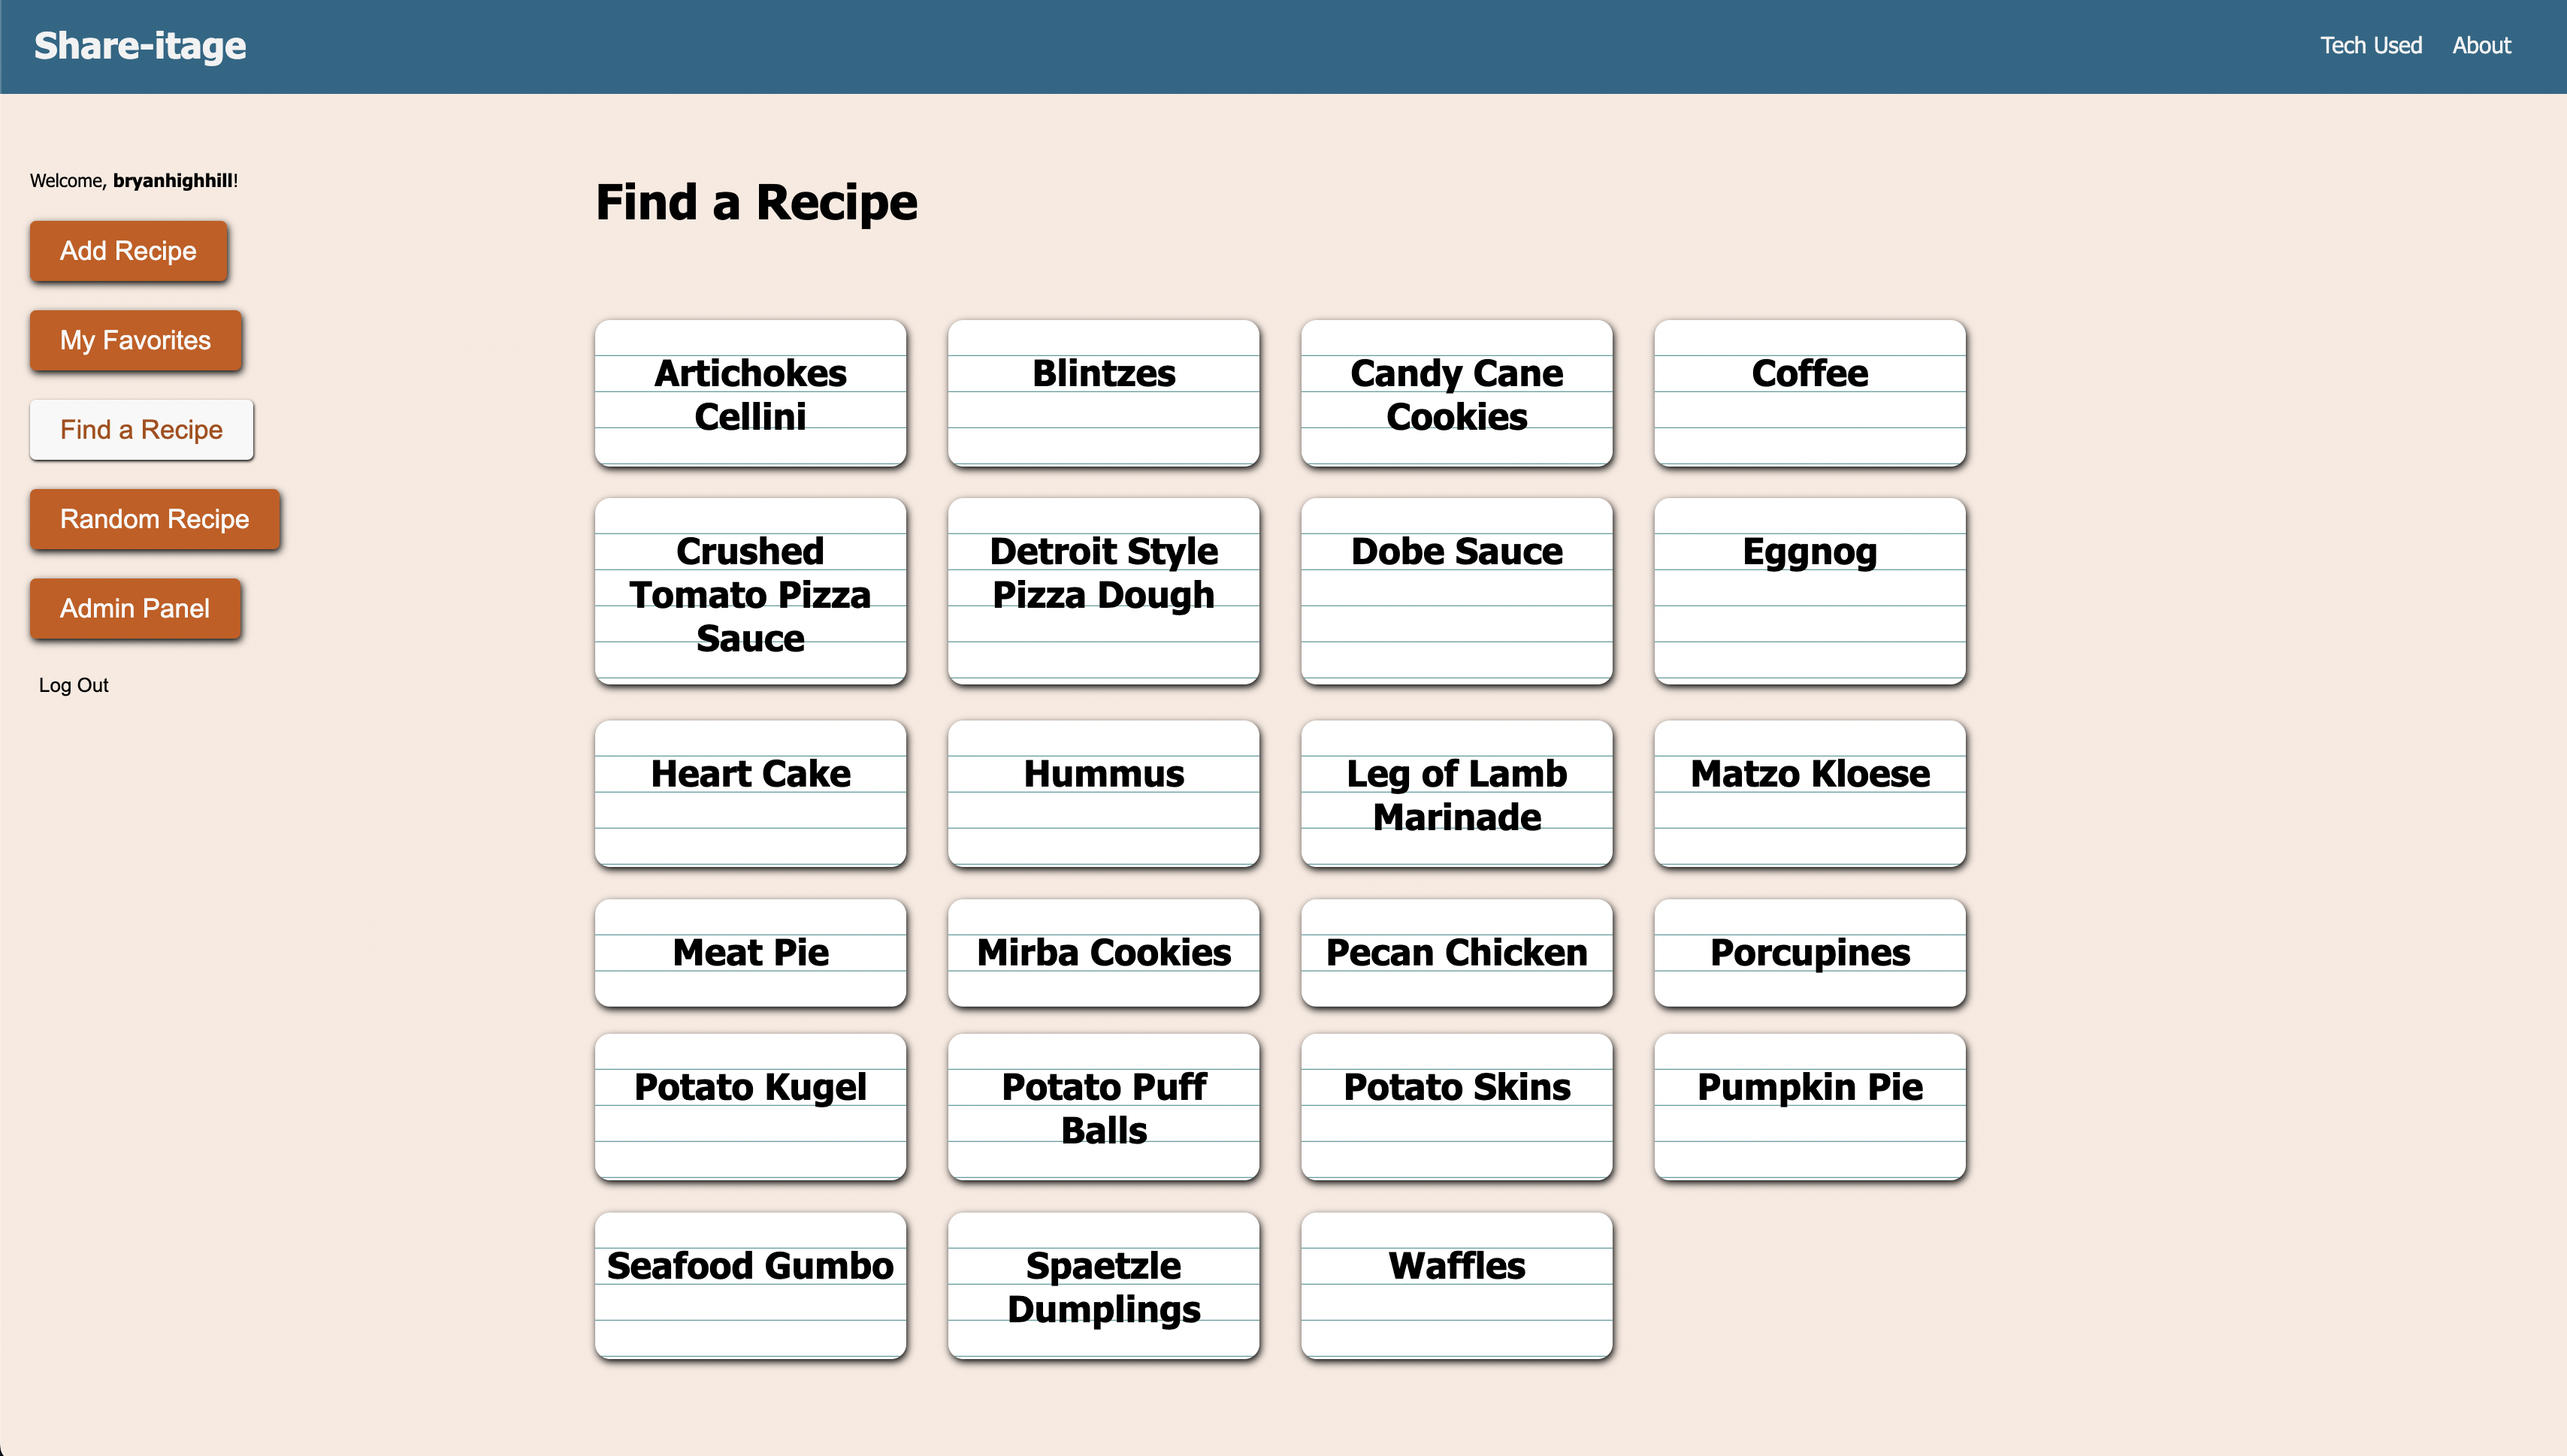 Share-itage
Tech Used
About
Welcome, bryanhighhill!
Add Recipe
My Favorites
Find a Recipe
Random Recipe
Admin Panel
Log Out
Find a Recipe
Artichokes
Cellini
Blintzes
Candy Cane
Cookies
Coffee
Crushed
Tomato Pizza
Sauce
Detroit Style
Pizza Dough
Dobe Sauce
Eggnog
Heart Cake
Hummus
Leg of Lamb
Marinade
Matzo Kloese
Meat Pie
Mirba Cookies
Pecan Chicken
Porcupines
Potato Kugel
Potato Puff
Balls
Potato Skins
Pumpkin Pie
Seafood Gumbo
Spaetzle
Dumplings
Waffles